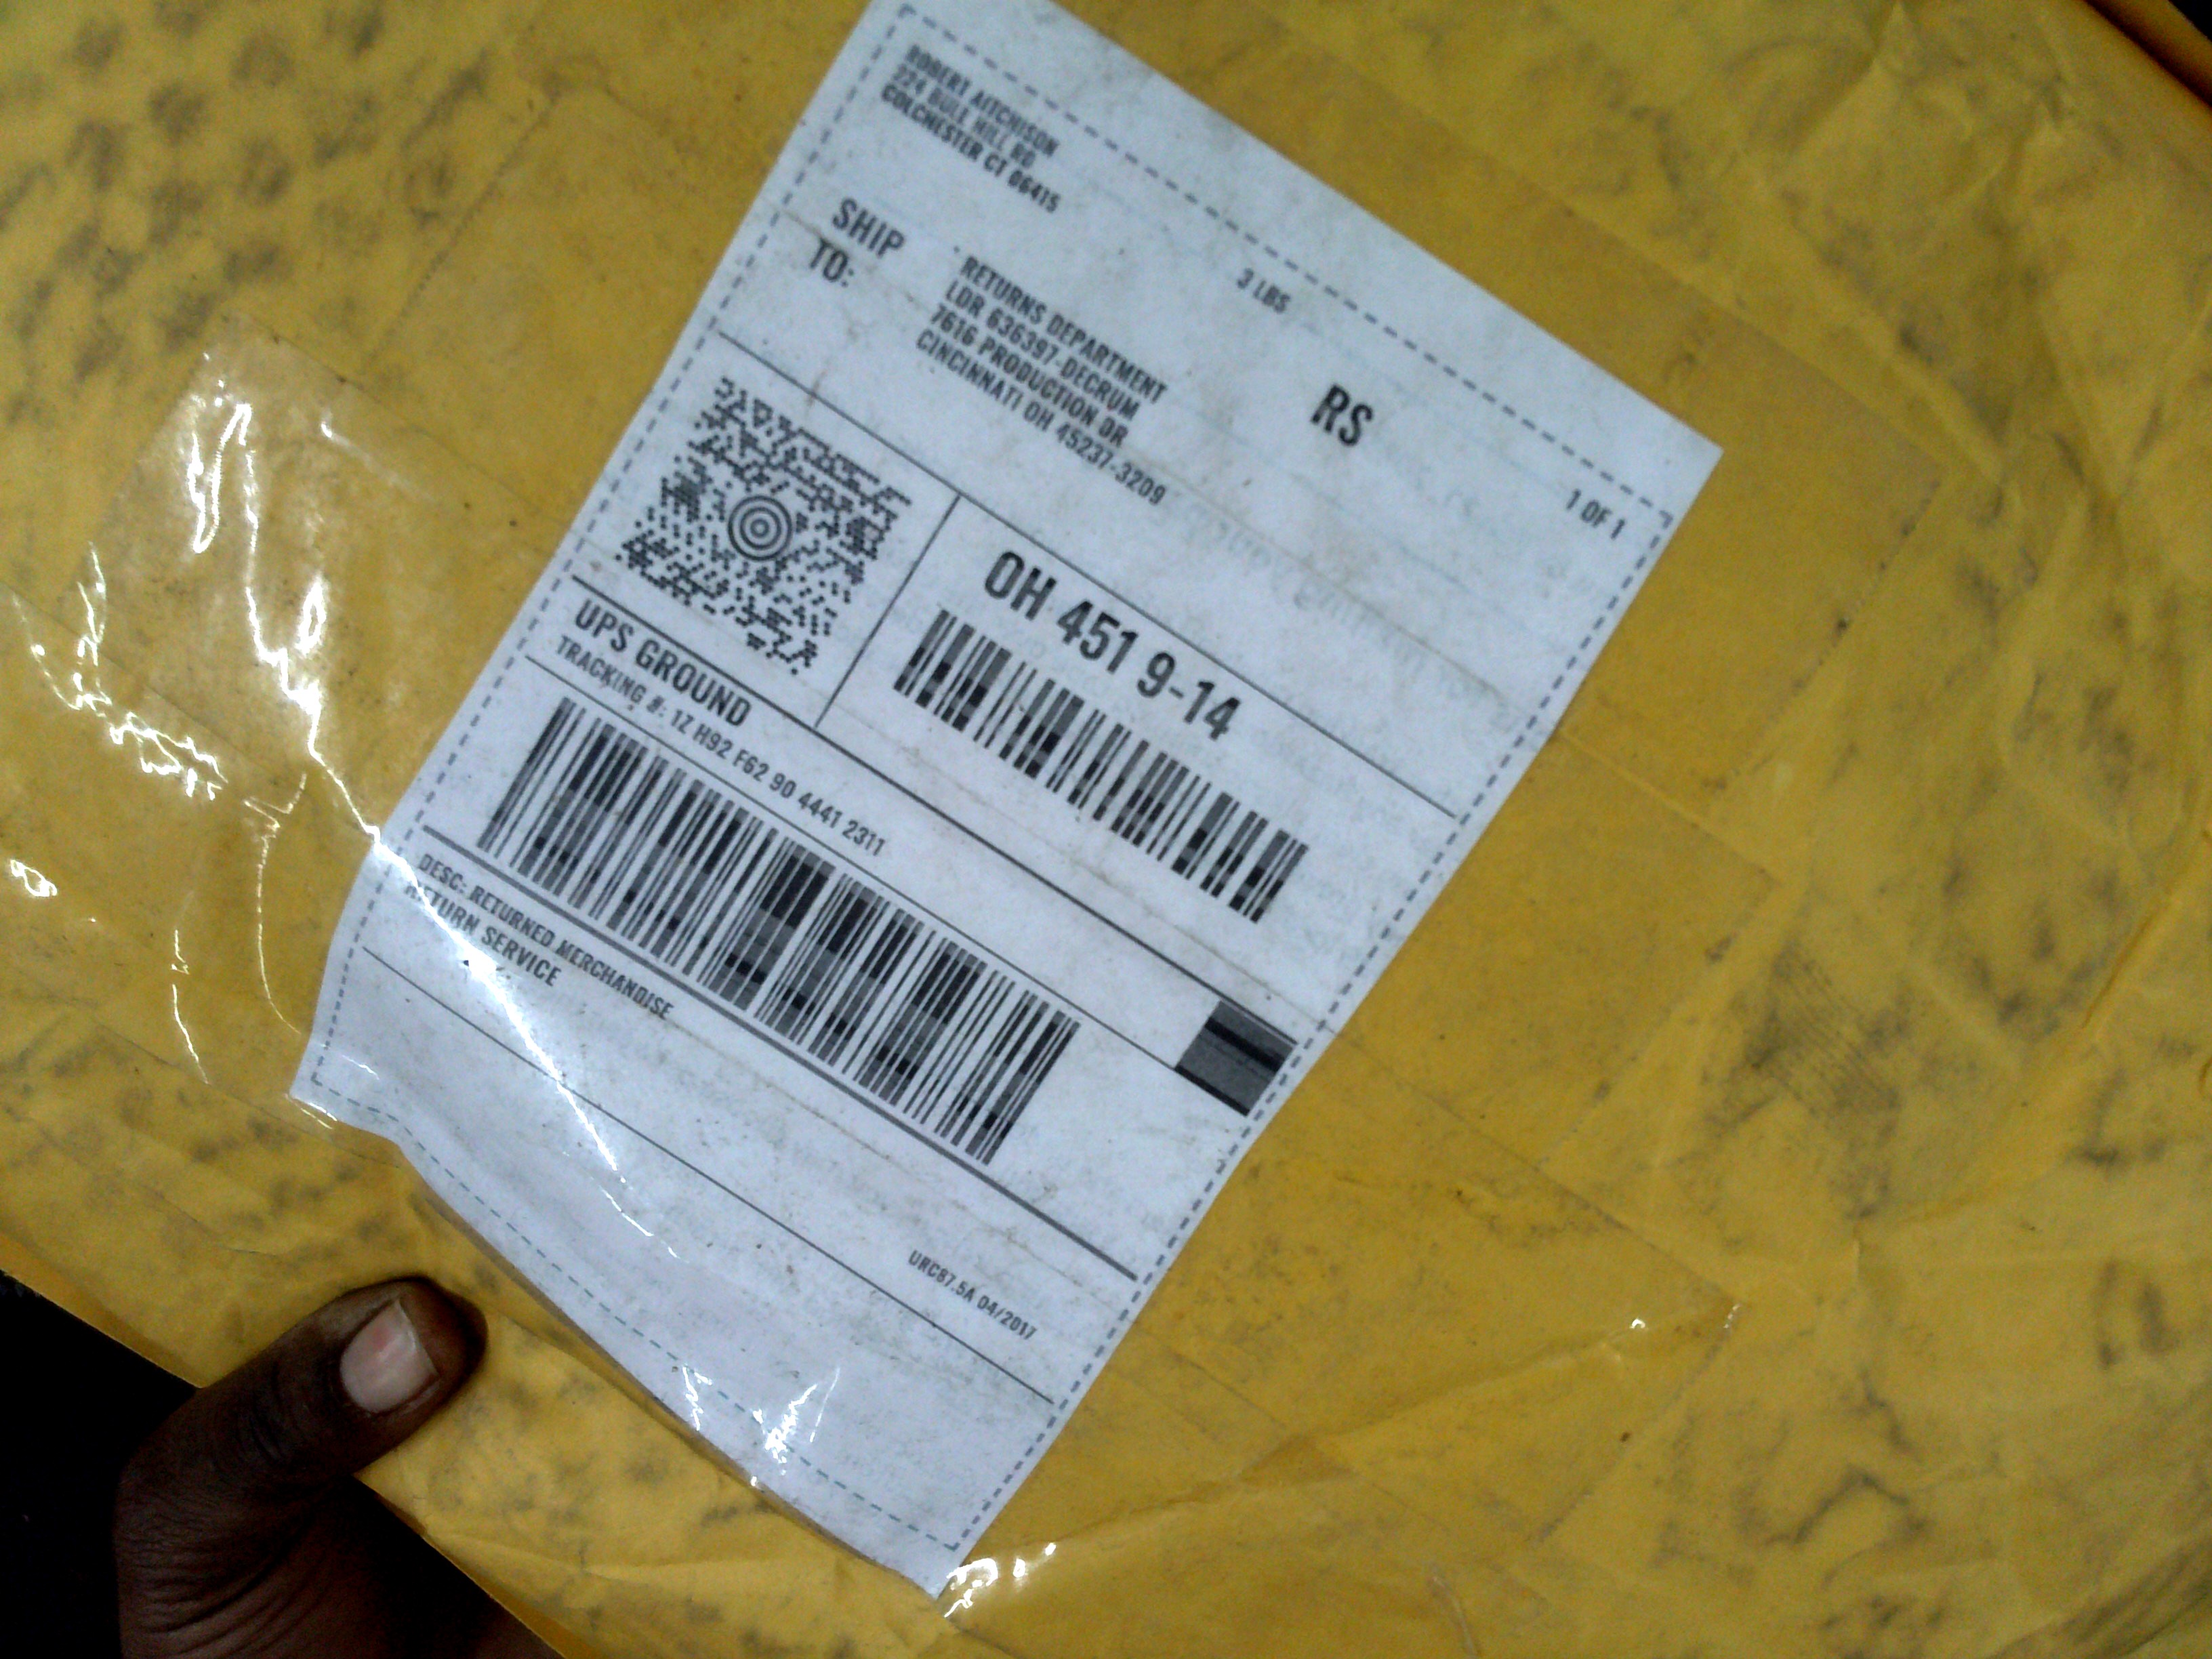 ROBERT AITCHISON
224 BULL HILL RD
COLCHESTER CT 06415
3 LBS
1 OF 1
RS
SHIP
TO:
RETURNS DEPARTMENT
LDR 636397-DECRUM
7616 PRODUCTION DR
CINCINNATI OH 45237-3209
OH 451 9-14
UPS GROUND
TRACKING #: 1Z H92 F62 90 4441 2311
DESC: RETURNED MERCHANDISE
RETURN SERVICE
URC87.5A 04/2017